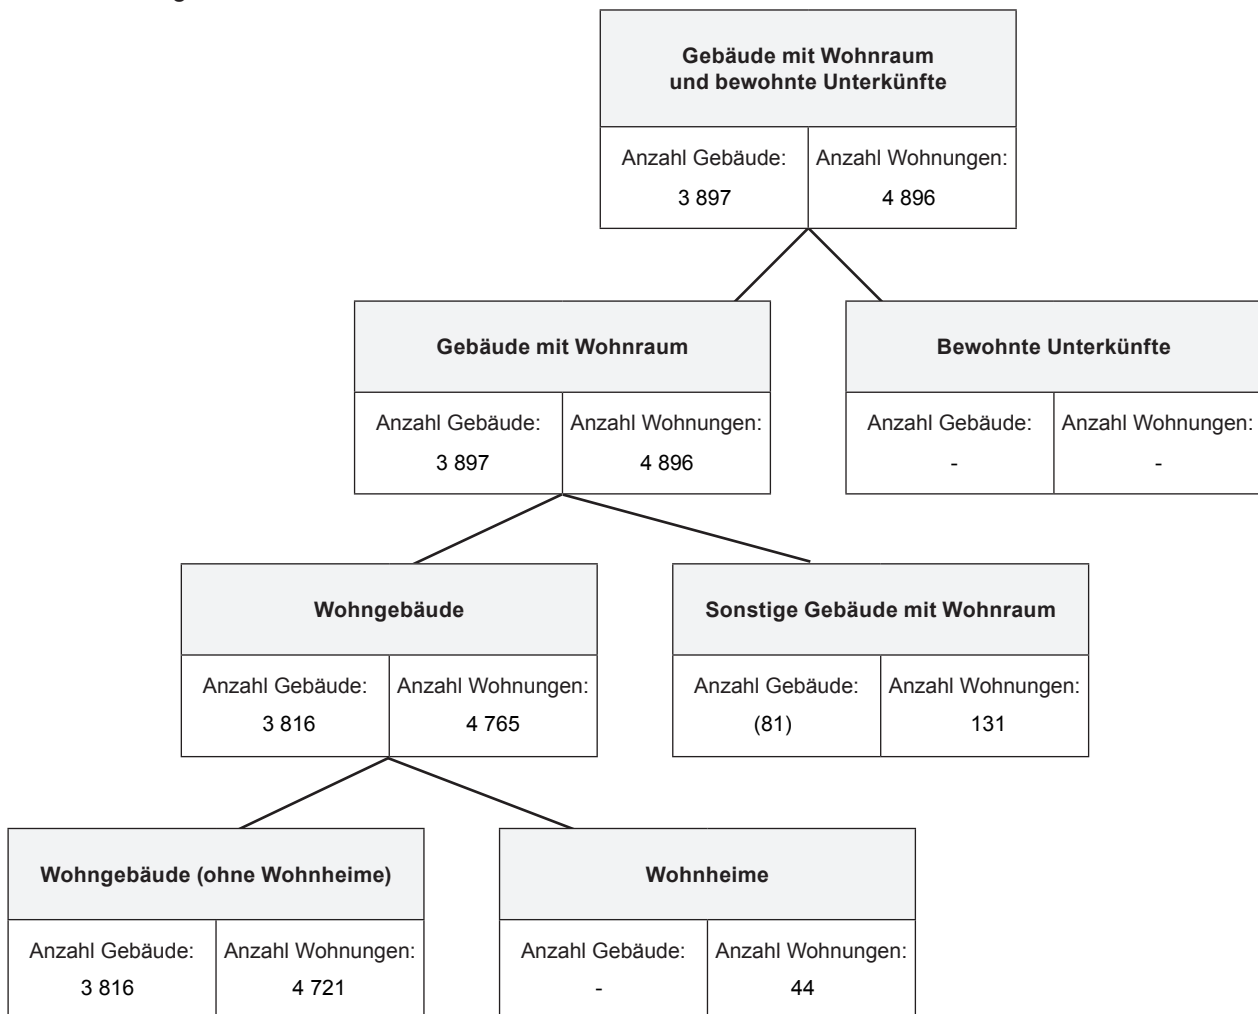 Gebäude mit Wohnraum
und bewohnte Unterkünfte
Anzahl Gebäude: Anzahl Wohnungen:
3 897 4 896
Gebäude mit Wohnraum Bewohnte Unterkünfte
Anzahl Gebäude: Anzahl Wohnungen: Anzahl Gebäude: Anzahl Wohnungen:
3 897 4 896 - -
Wohngebäude Sonstige Gebäude mit Wohnraum
Anzahl Gebäude: Anzahl Wohnungen: Anzahl Gebäude: Anzahl Wohnungen:
3 816 4 765 (81) 131
Wohngebäude (ohne Wohnheime) Wohnheime
Anzahl Gebäude: Anzahl Wohnungen: Anzahl Gebäude: Anzahl Wohnungen:
3 816 4 721 - 44